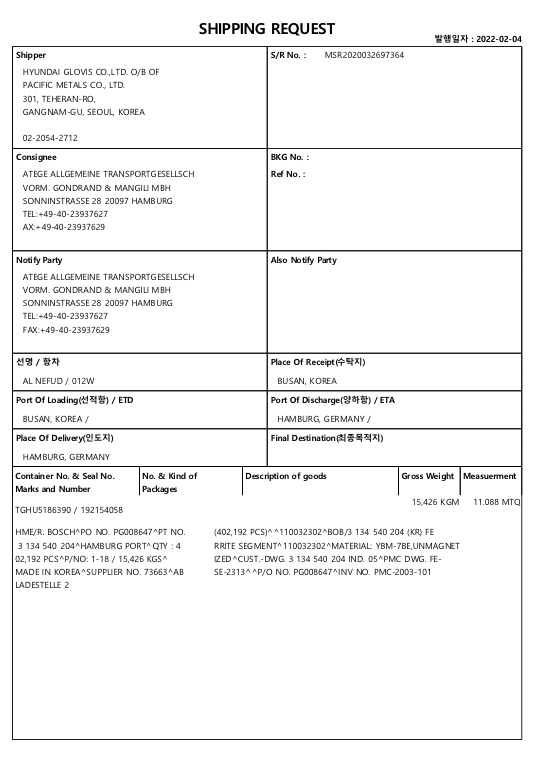 SHIPPING REQUEST
발행일자 : 2022-02-04
Shipper
HYUNDAI GLOVIS CO.,LTD. O/B OF
PACIFIC METALS CO., LTD.
301, TEHERAN-RO,
GANGNAM-GU, SEOUL, KOREA
02-2054-2712
S/R No. : MSR2020032697364
Consignee
ATEGE ALLGEMEINE TRANSPORTGESELLSCH
VORM. GONDRAND & MANGILI MBH
SONNINSTRASSE 28 20097 HAMBURG
TEL:+49-40-23937627
AX:+49-40-23937629
BKG No. :
Ref No. :
Notify Party
ATEGE ALLGEMEINE TRANSPORTGESELLSCH
VORM. GONDRAND & MANGILI MBH
SONNINSTRASSE 28 20097 HAMBURG
TEL:+49-40-23937627
FAX:+49-40-23937629
Also Notify Party
선명 / 항차
AL NEFUD / 012W
Place Of Receipt(수탁지)
BUSAN, KOREA
Port Of Loading(선적항) / ETD
BUSAN, KOREA /
Port Of Discharge(양하항) / ETA
HAMBURG, GERMANY /
Place Of Delivery(인도지)
HAMBURG, GERMANY
Final Destination(최종목적지)
Container No. & Seal No.
Marks and Number
No. & Kind of
Packages
Description of goods
Gross Weight
Measuerment
15,426 KGM 11.088 MTQ
TGHU5186390 / 192154058
HME/R. BOSCH^PO NO. PG008647^PT NO.
3 134 540 204^HAMBURG PORT^QTY : 4
02,192 PCS^P/NO: 1-18 / 15,426 KGS^
MADE IN KOREA^SUPPLIER NO. 73663^AB
LADESTELLE 2
(402,192 PCS)^ ^110032302^BOB/3 134 540 204 (KR) FE
RRITE SEGMENT^110032302^MATERIAL: YBM-7BE,UNMAGNET
IZED^CUST.-DWG. 3 134 540 204 IND. 05^PMC DWG. FE-
SE-2313^ ^P/O NO. PG008647^INV NO. PMC-2003-101